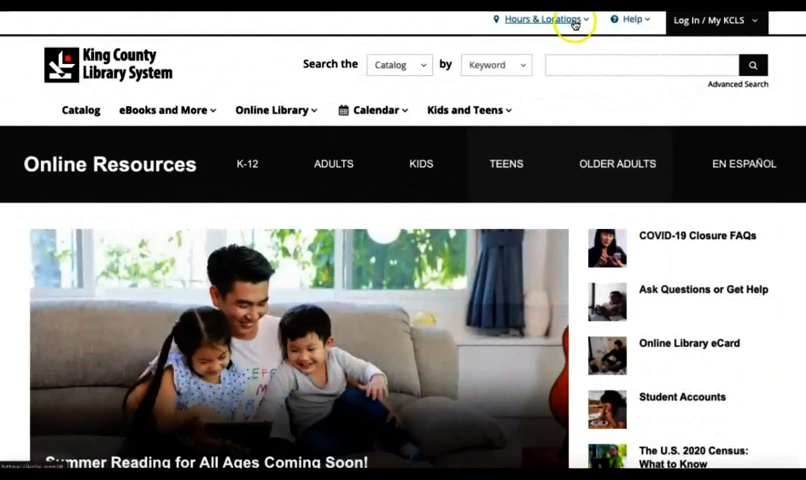 Hours & Locations Help Log In / My KCLS
King County
Library System
Search the Catalog by Keyword
Advanced Search
Catalog eBooks and More Online Library Calendar Kids and Teens
Online Resources K-12 ADULTS KIDS TEENS OLDER ADULTS EN ESPAÑOL
COVID-19 Closure FAQs
Ask Questions or Get Help
Online Library eCard
Student Accounts
The U.S. 2020 Census:
What to Know
Summer Reading for All Ages Coming Soon!